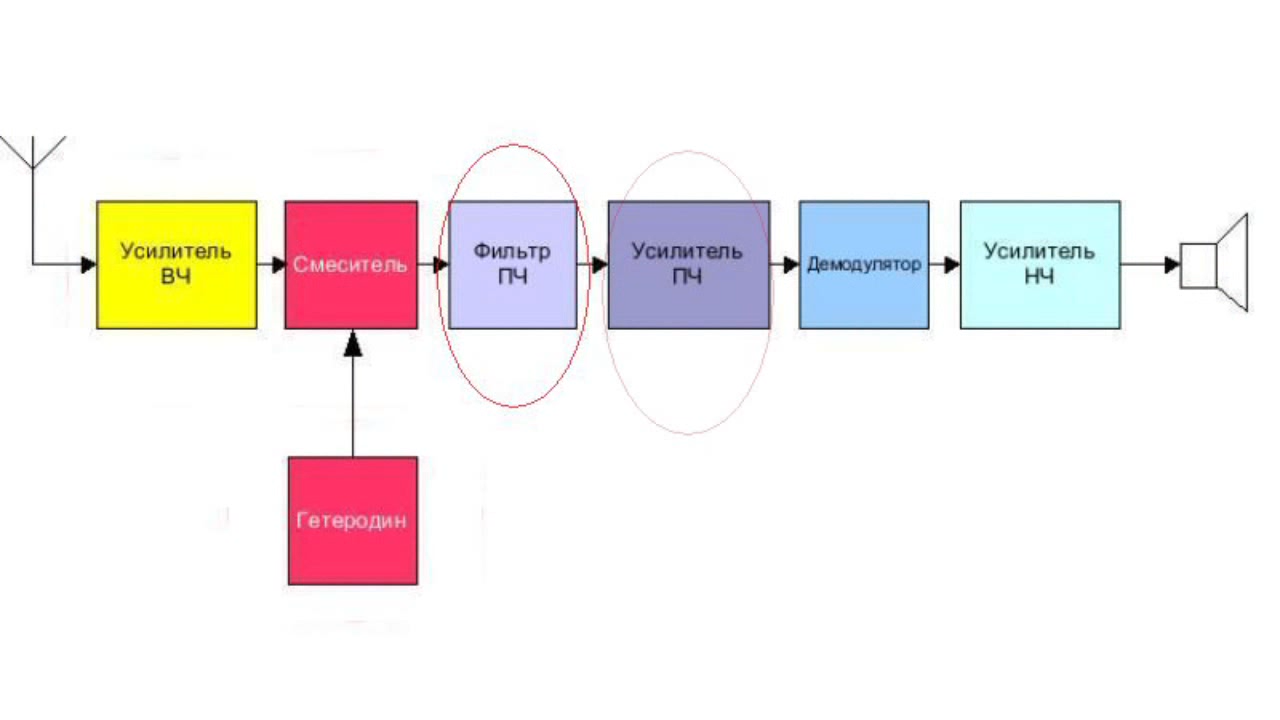 Усилитель
ВЧ
Смеситель
Фильтр
ПЧ
Усилитель
ПЧ
Демодулятор
Усилитель
НЧ
Гетеродин